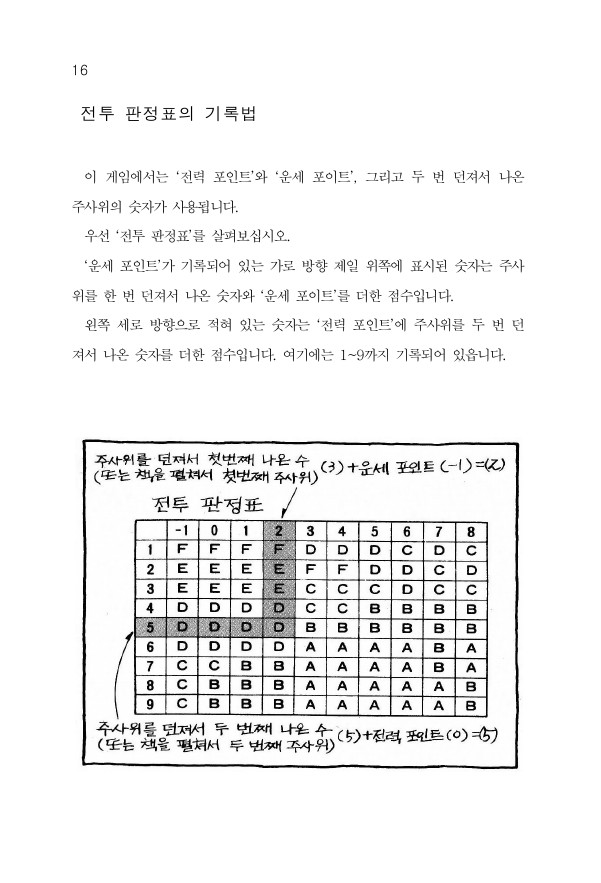 16
전투 판정표의 기록법
이 게임에서는 ‘전력 포인트’와 ‘운세 포이트’, 그리고 두 번 던져서 나온
주사위의 숫자가 사용됩니다.
우선 ‘전투 판정표’를 살펴보십시오.
‘운세 포인트’가 기록되어 있는 가로 방향 제일 위쪽에 표시된 숫자는 주사
위를 한 번 던져서 나온 숫자와 ‘운세 포이트’를 더한 점수입니다.
왼쪽 세로 방향으로 적혀 있는 숫자는 ‘전력 포인트’에 주사위를 두 번 던
져서 나온 숫자를 더한 점수입니다. 여기에는 1~9까지 기록되어 있읍니다.
주사위를 던져서 첫번째 나온 수
(또는 책을 펼쳐서 첫번째 주사위) (3)+운세 포인트(-1)=(2)
전투 판정표
-1 0 1 2 3 4 5 6 7 8
1 F F F F D D D C D C
2 E E E E F F D D C D
3 E E E E C C C D C C
4 D D D D C C B B B B
5 D D D D B B B B B B
6 D D D D A A A A B A
7 C C B B A A A A B A
8 C B B B A A A A A B
9 C B B B A A A A A B
주사위를 던져서 두 번째 나온 수
(또는 책을 펼쳐서 두 번째 주사위) (5)+전력 포인트(0)=(5)